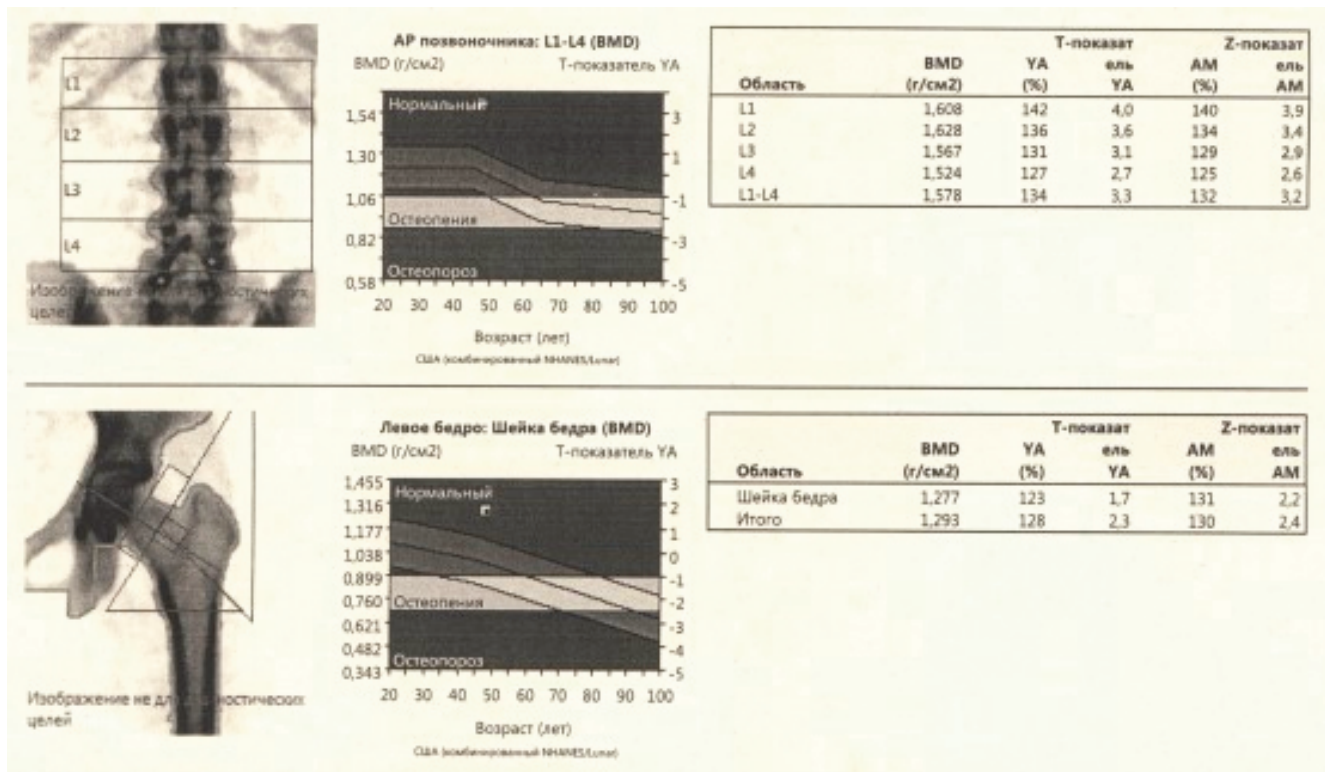 АР позвоночника: L1-L4 (BMD)
BMD (г/см2) Т-показатель YA
L1
L2
L3
L4
Изображение не для диагностических
целей
Нормальный
Остеопения
Остеопороз
1,54
1,30
1,06
0,82
0,58
3
1
-1
-3
-5
20 30 40 50 60 70 80 90 100
Возраст (лет)
США (комбинированный NHANES/Lunar)
Т-показат Z-показат
BMD YA ель AM ель
Область (г/см2) (%) YA (%) AM
L1 1,608 142 4,0 140 3,9
L2 1,628 136 3,6 134 3,4
L3 1,567 131 3,1 129 2,9
L4 1,524 127 2,7 125 2,6
L1-L4 1,578 134 3,3 132 3,2
Левое бедро: Шейка бедра (BMD)
BMD (г/см2) Т-показатель YA
Изображение не для диагностических
целей
Нормальный
Остеопения
Остеопороз
1,455
1,316
1,177
1,038
0,899
0,760
0,621
0,482
0,343
3
2
1
0
-1
-2
-3
-4
-5
20 30 40 50 60 70 80 90 100
Возраст (лет)
США (комбинированный NHANES/Lunar)
Т-показат Z-показат
BMD YA ель AM ель
Область (г/см2) (%) YA (%) AM
Шейка бедра 1,277 123 1,7 131 2,2
Итого 1,293 128 2,3 130 2,4